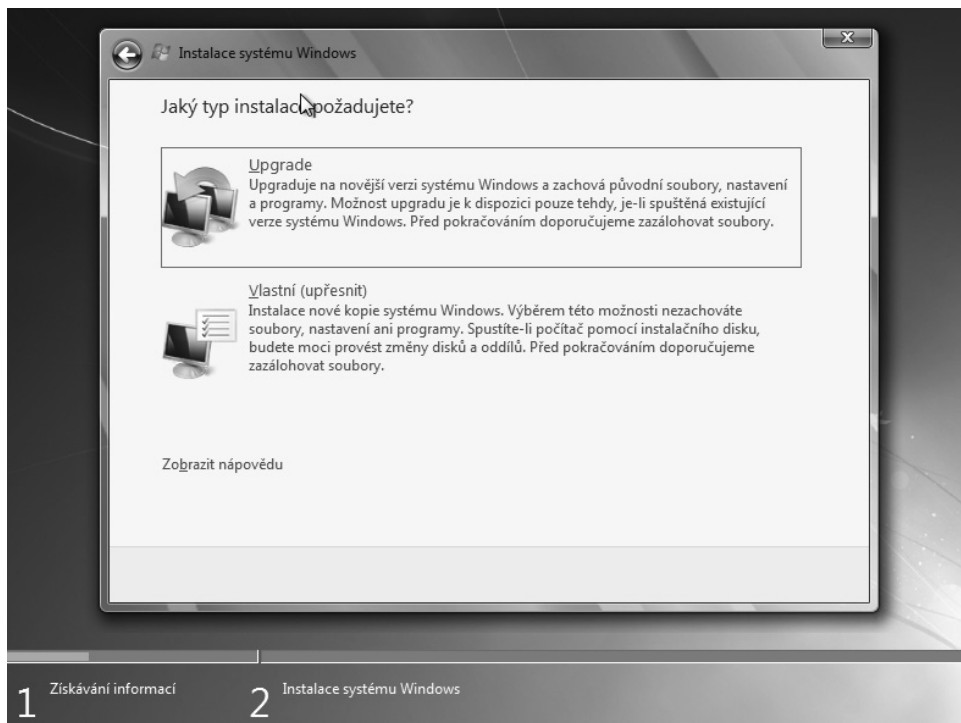 Instalace systému Windows
Jaký typ instalace požadujete?
Upgrade
Upgraduje na novější verzi systému Windows a zachová původní soubory, nastavení
a programy. Možnost upgradu je k dispozici pouze tehdy, je-li spuštěná existující
verze systému Windows. Před pokračováním doporučujeme zazálohovat soubory.
Vlastní (upřesnit)
Instalace nové kopie systému Windows. Výběrem této možnosti nezachováte
soubory, nastavení ani programy. Spustíte-li počítač pomocí instalačního disku,
budete moci provést změny disků a oddílů. Před pokračováním doporučujeme
zazálohovat soubory.
Zobrazit nápovědu
1 Získávání informací
2 Instalace systému Windows